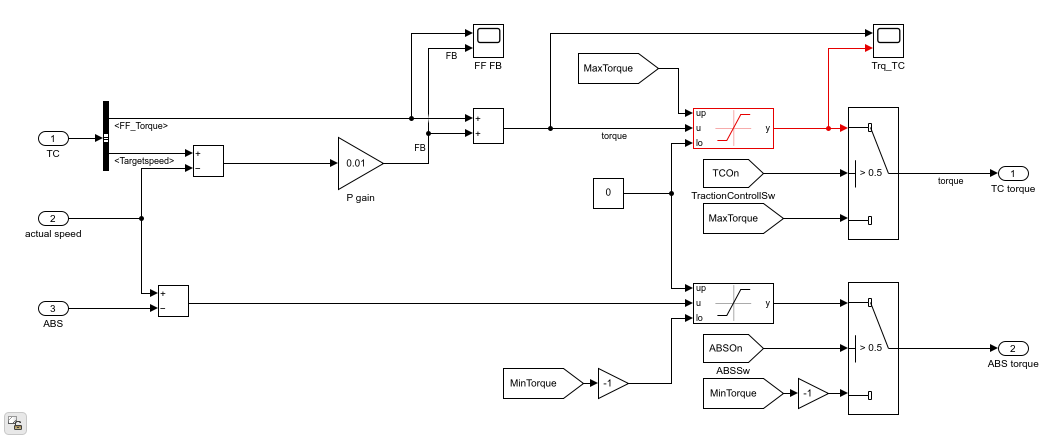 FF FB
FB
Trq_TC
MaxTorque
up
u
lo
y
<FF_Torque>
+
+
torque
1
TC
<Targetspeed>
+
−
0.01
P gain
FB
TCOn
> 0.5
TractionControllSw
torque
1
TC torque
0
MaxTorque
2
actual speed
+
−
3
ABS
up
u
lo
y
ABSOn
> 0.5
ABSSw
2
ABS torque
MinTorque
-1
MinTorque
-1